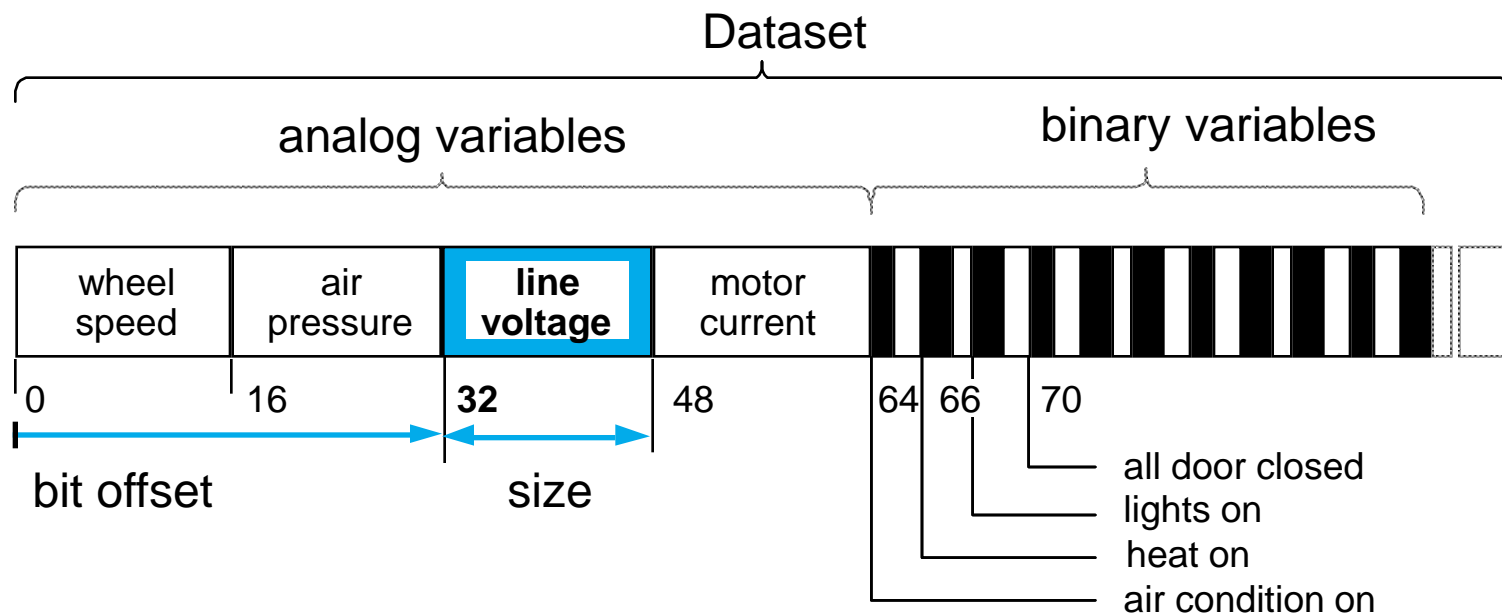 Dataset
analog variables
binary variables
wheel
speed
air
pressure
line
voltage
motor
current
0
16
32
48
64
66
70
bit offset
size
all door closed
lights on
heat on
air condition on